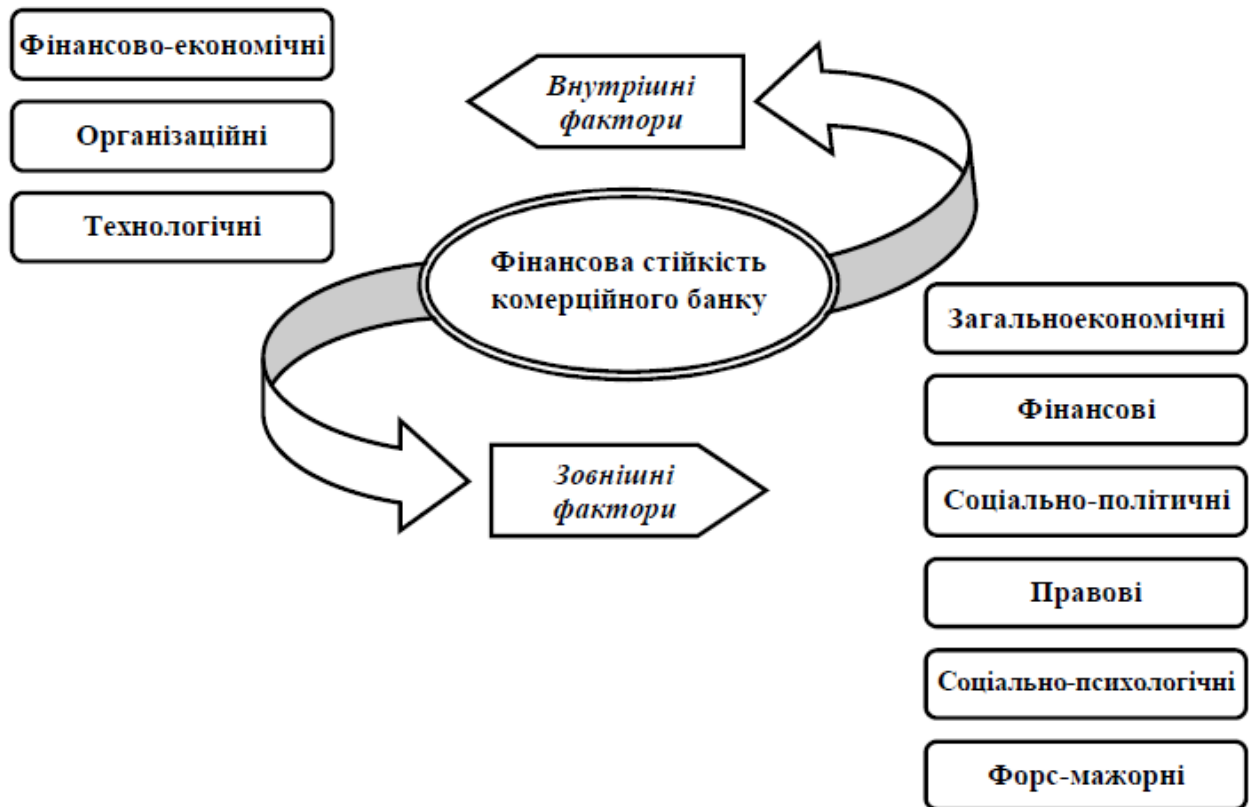 Фінансово-економічні
Організаційні
Технологічні
Внутрішні
фактори
Фінансова стійкість
комерційного банку
Зовнішні
фактори
Загальноекономічні
Фінансові
Соціально-політичні
Правові
Соціально-психологічні
Форс-мажорні